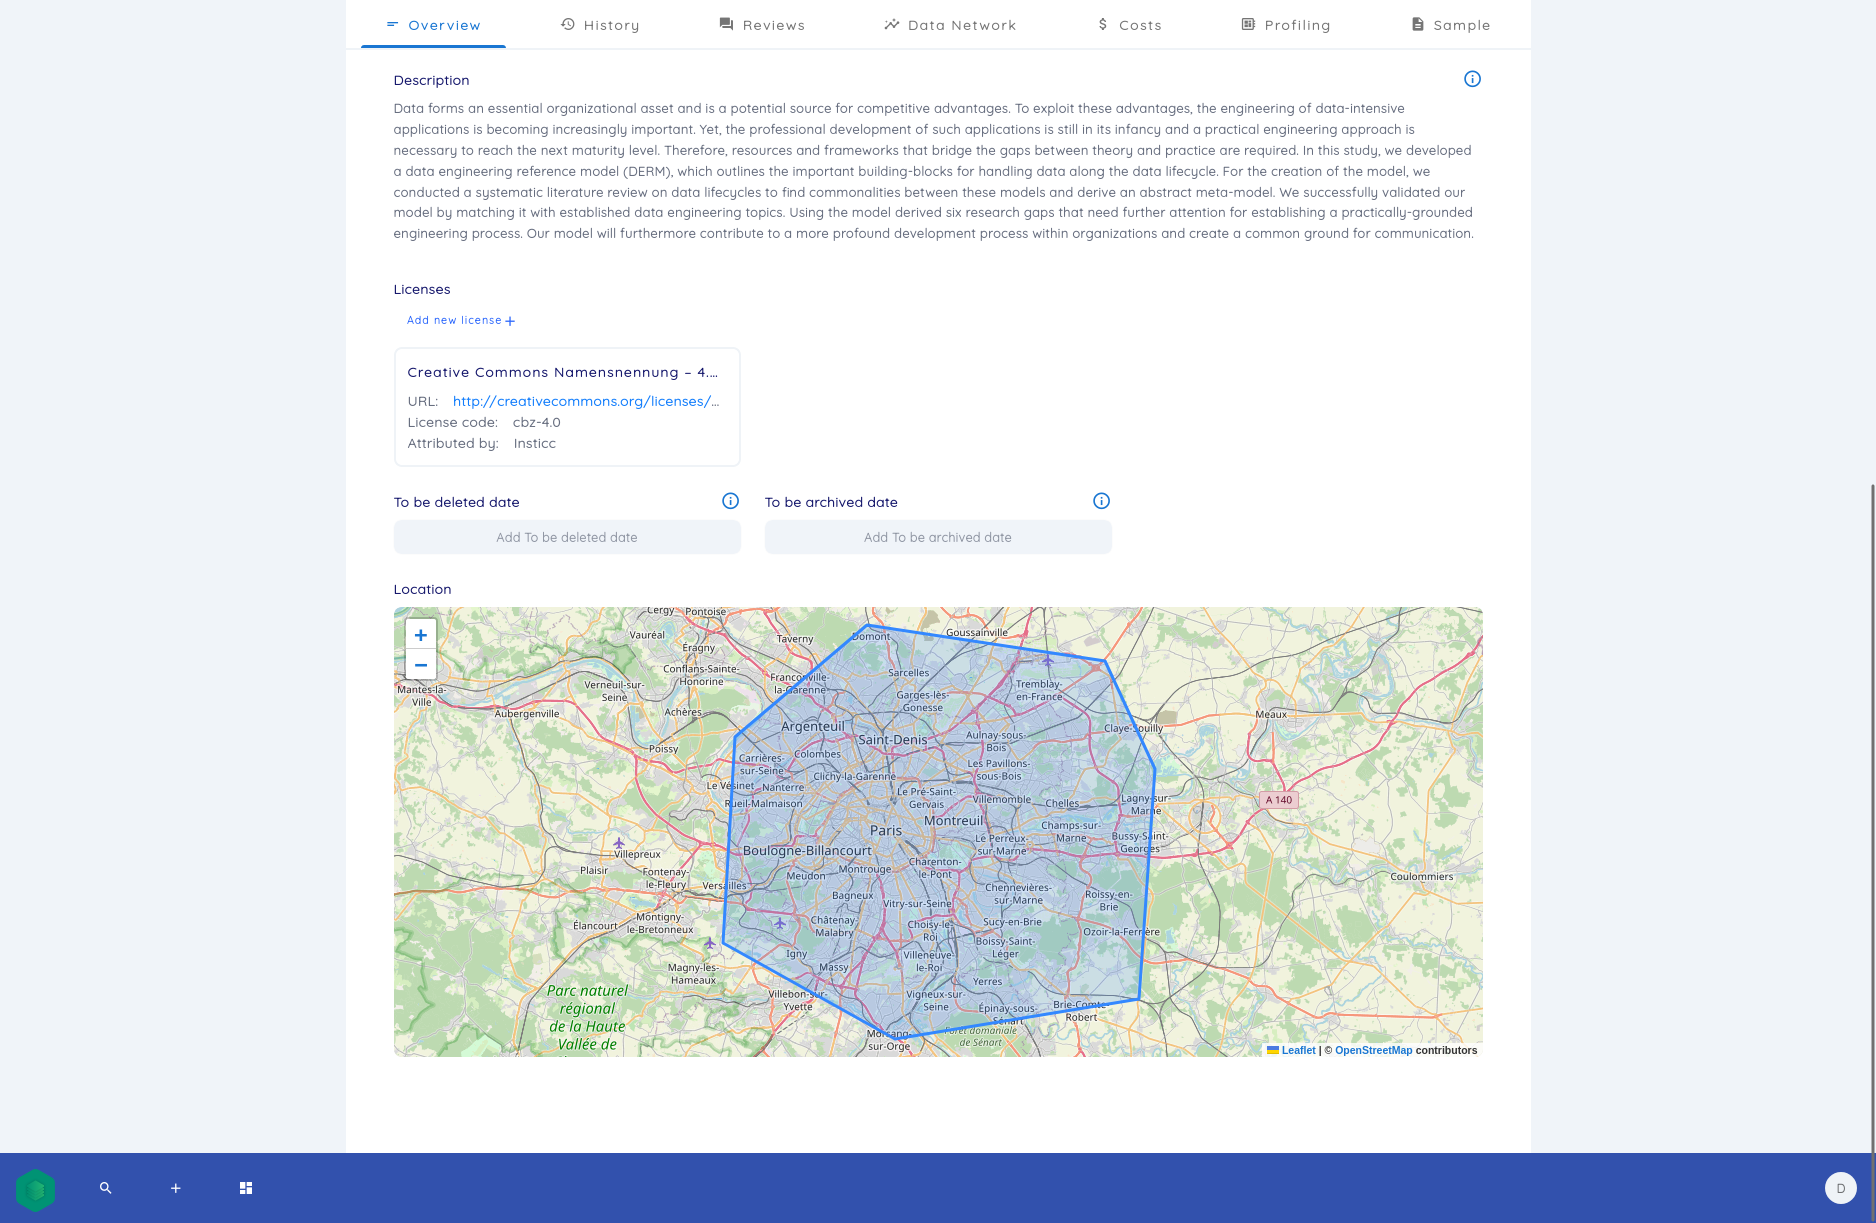 Overview History Reviews Data Network Costs Profiling Sample
Description
Data forms an essential organizational asset and is a potential source for competitive advantages. To exploit these advantages, the engineering of data-intensive
applications is becoming increasingly important. Yet, the professional development of such applications is still in its infancy and a practical engineering approach is
necessary to reach the next maturity level. Therefore, resources and frameworks that bridge the gaps between theory and practice are required. In this study, we developed
a data engineering reference model (DERM), which outlines the important building-blocks for handling data along the data lifecycle. For the creation of the model, we
conducted a systematic literature review on data lifecycles to find commonalities between these models and derive an abstract meta-model. We successfully validated our
model by matching it with established data engineering topics. Using the model derived six research gaps that need further attention for establishing a practically-grounded
engineering process. Our model will furthermore contribute to a more profound development process within organizations and create a common ground for communication.
Licenses
Add new license +
Creative Commons Namensnennung – 4....
URL: http://creativecommons.org/licenses/...
License code: cbz-4.0
Attributed by: Insticc
To be deleted date
To be archived date
Add To be deleted date
Add To be archived date
Location
+
−
Cergy
Pontoise
Vauréal
Éragny
Taverny
Domont
Goussainville
Conflans-Sainte-
Honorine
Franconville-
la-Garenne
Sarcelles
Mantes-la-
Ville
Verneuil-sur-
Seine
Garges-lès-
Gonesse
Tremblay-
en-France
Aubergenville
Achères
Argenteuil
Saint-Denis
Aulnay-sous-
Bois
Claye-Souilly
Meaux
Poissy
Carrières-
sur-Seine
Colombes
Les Pavillons-
sous-Bois
Clichy-la-Garenne
Le Vésinet
Nanterre
Rueil-Malmaison
Le Pré-Saint-
Gervais
Villemomble
Chelles
Lagny-sur-
Marne
A 140
Paris
Montreuil
Champs-sur-
Marne
Le Perreux-
sur-Marne
Bussy-Saint-
Georges
Villepreux
Boulogne-Billancourt
Plaisir
Fontenay-
le-Fleury
Versailles
Meudon
Montrouge
Charenton-
le-Pont
Coulommiers
Bagneux
Vitry-sur-Seine
Chennevières-
sur-Marne
Roissy-en-
Brie
Élancourt
Montigny-
le-Bretonneux
Châtenay-
Malabry
Choisy-le-
Roi
Sucy-en-Brie
Ozoir-la-Ferrière
Boissy-Saint-
Léger
Igny
Massy
Villeneuve-
le-Roi
Magny-les-
Hameaux
Yerres
Parc naturel
régional
de la Haute
Vallée de
Villebon-sur-
Yvette
Vigneux-sur-
Seine
Épinay-sous-
Sénart
Brie-Comte-
Robert
Morsang-
sur-Orge
Forêt domaniale
de Sénart
Leaflet | © OpenStreetMap contributors
D